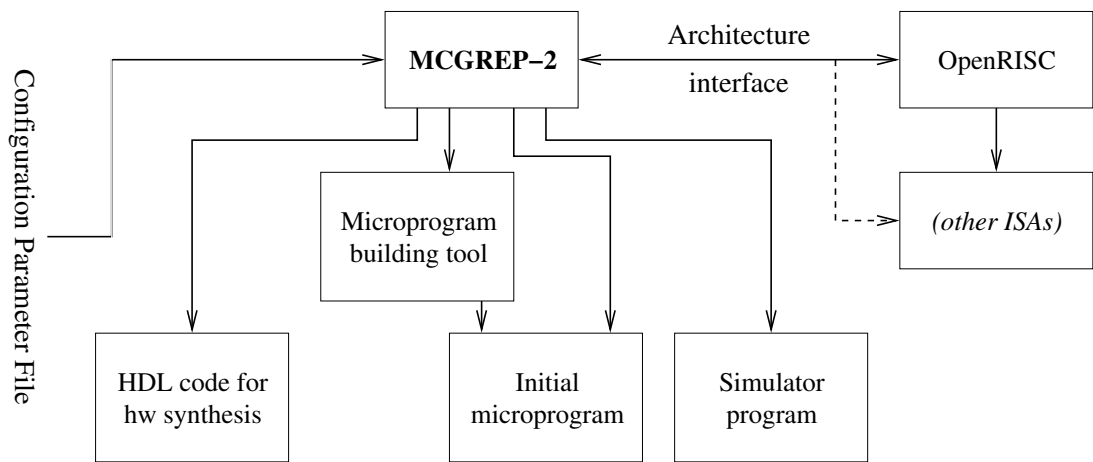 Configuration Parameter File
MCGREP−2
Architecture
interface
OpenRISC
Microprogram
building tool
(other ISAs)
HDL code for
hw synthesis
Initial
microprogram
Simulator
program